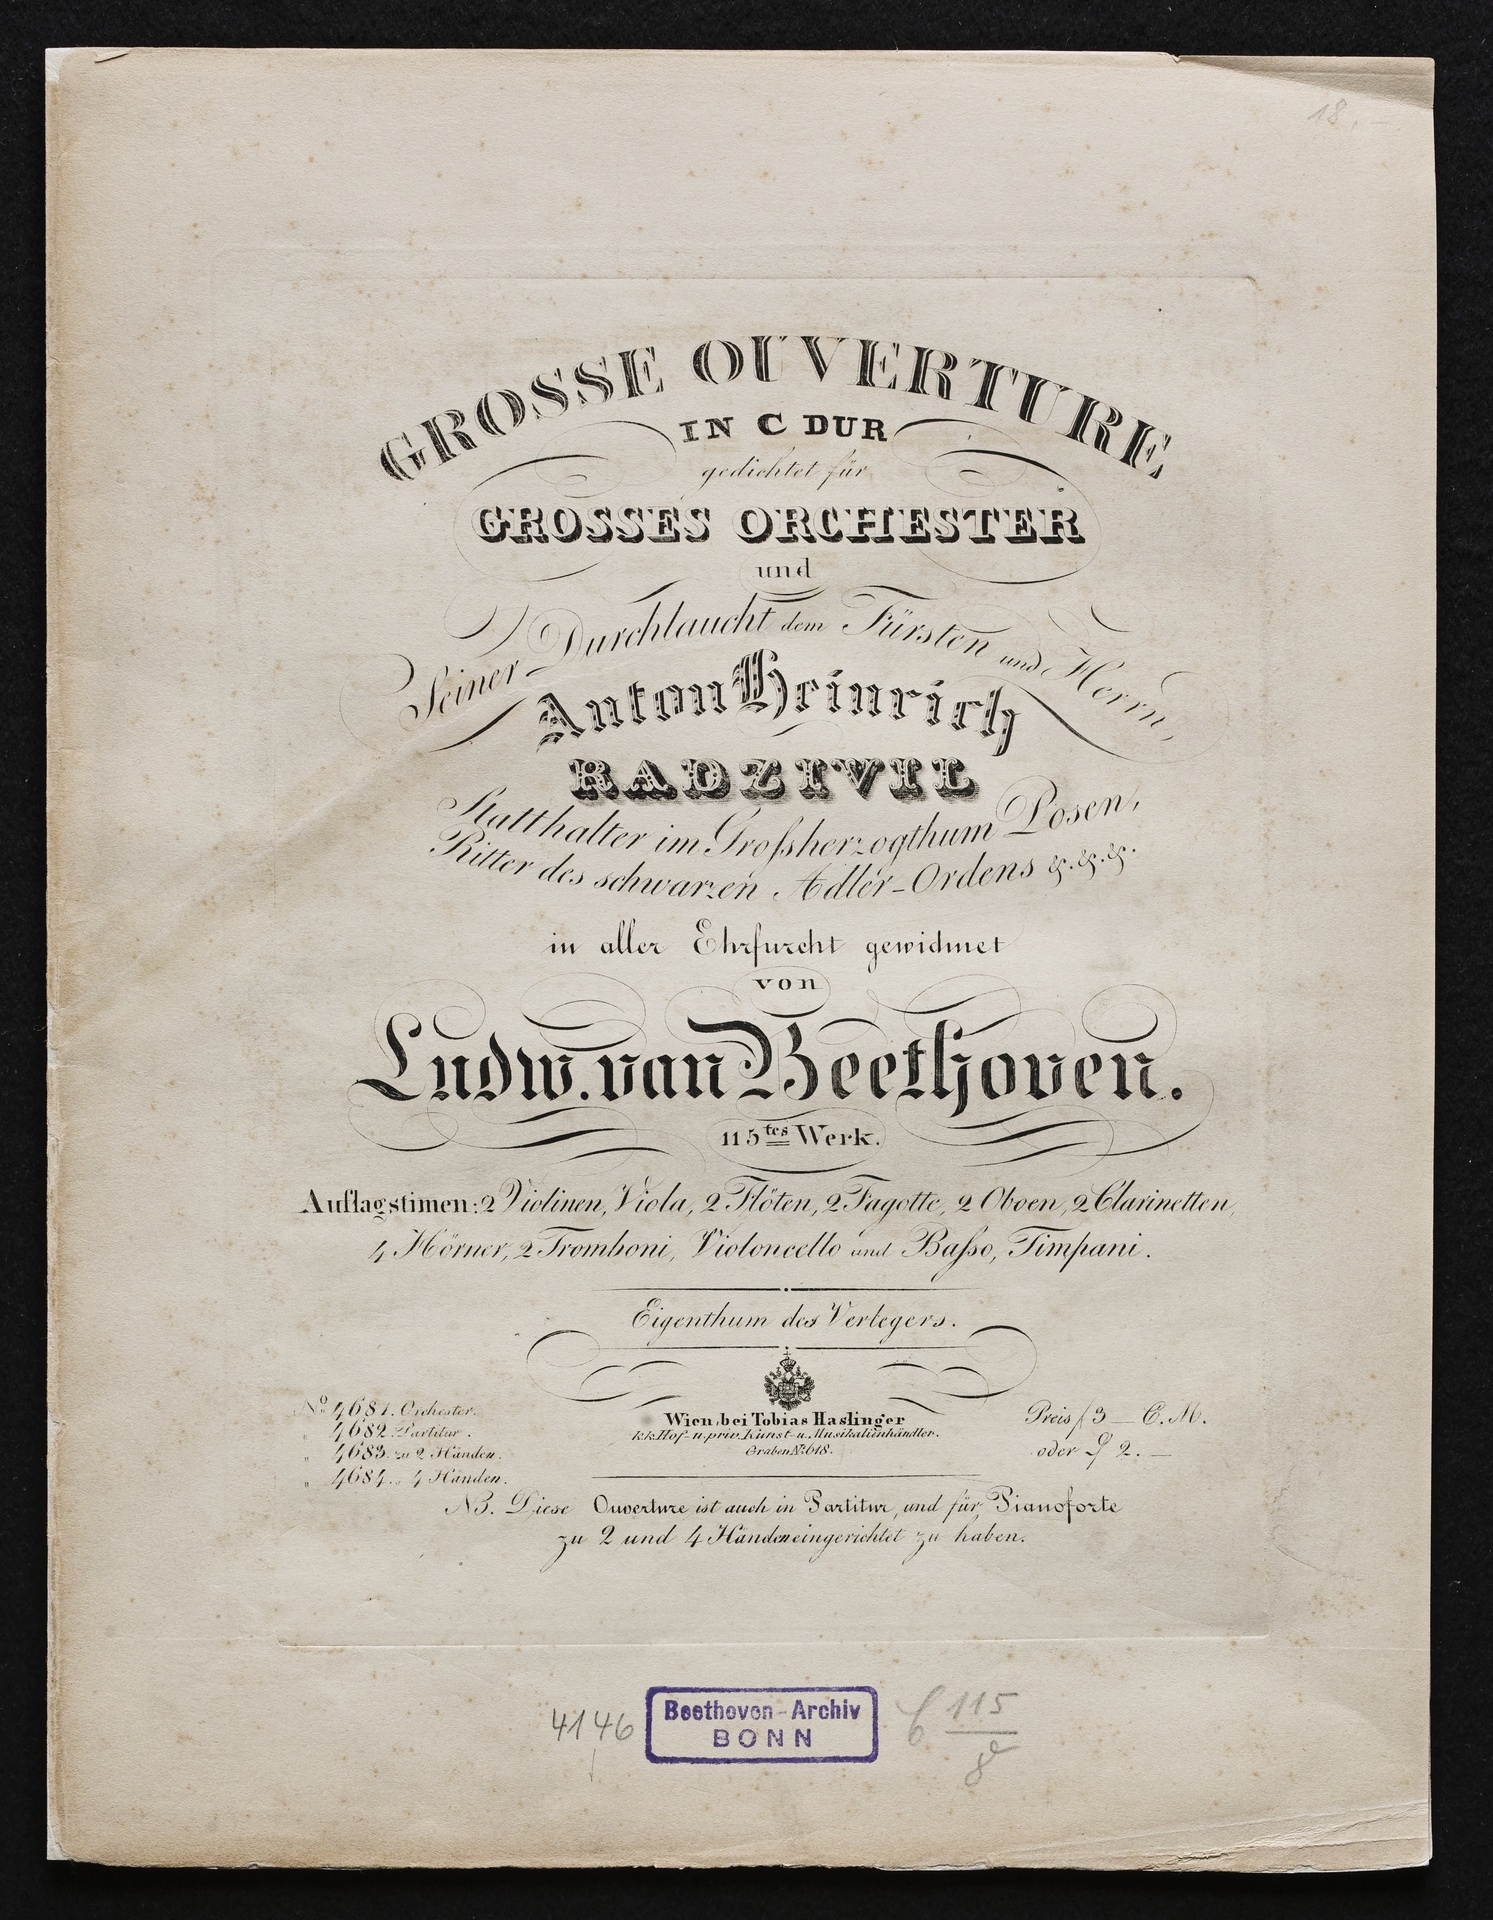 18.–
GROSSE OUVERTURE
IN C DUR
gedichtet für
GROSSES ORCHESTER
und
Seiner Durchlaucht dem Fürsten und Herrn,
Anton Heinrich
RADZIVIL
Statthalter im Großherzogthum Posen,
Ritter des schwarzen Adler-Ordens &. &. &.
in aller Ehrfurcht gewidmet
von
Ludw. van Beethoven.
115tes Werk.
Auflagstimen: 2 Violinen, Viola, 2 Flöten, 2 Fagotte, 2 Oboen, 2 Clarinetten,
4 Hörner, 2 Tromboni, Violoncello und Baſso, Timpani.
Eigenthum des Verlegers.
No 4681. Orchester.
" 4682. Partitur.
" 4683. zu 2 Händen.
" 4684. " 4 Händen.
Wien, bei Tobias Haslinger
k.k. Hof- u. priv. Kunst- u. Musikalienhändler.
Graben No 618.
Preis f 3 — C. M.
oder 2. —
NB. Diese Ouverture ist auch in Partitur, und für Pianoforte
zu 2 und 4 Händen eingerichtet zu haben.
4146
Beethoven-Archiv
BONN
C 115
8